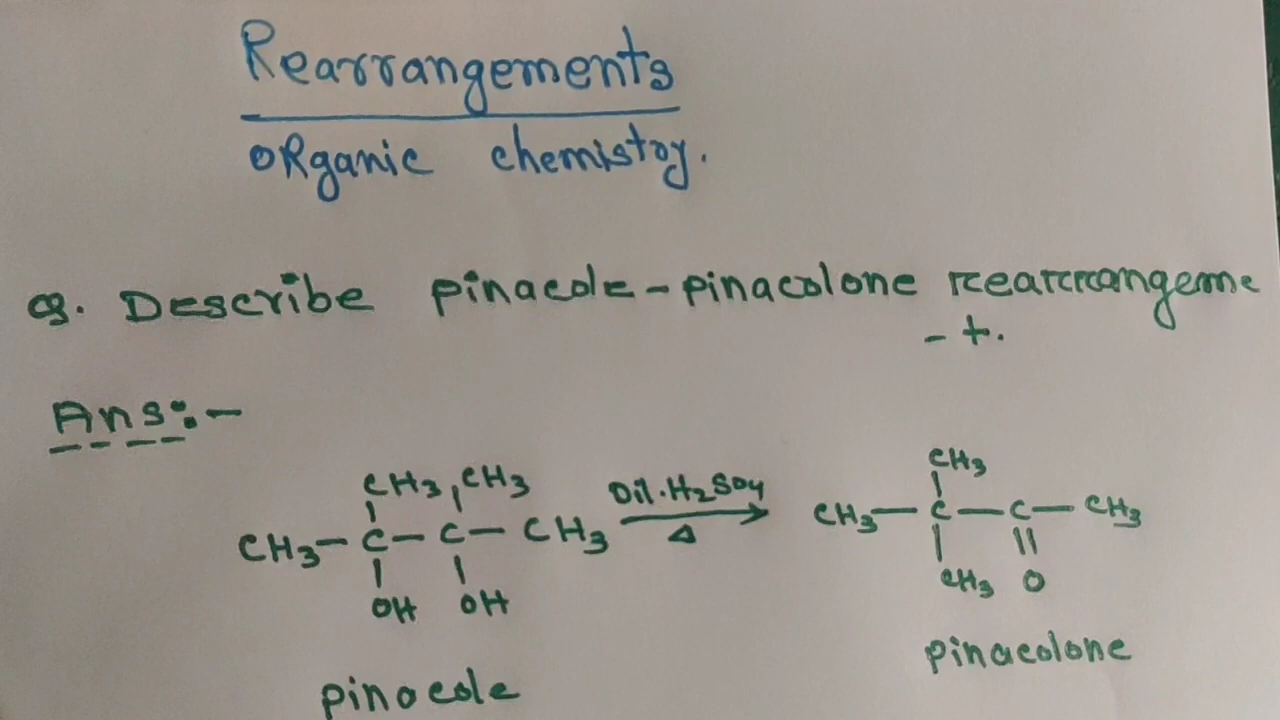 Rearrangements
ORganic chemistry.
Q. Describe pinacole-pinacolone rearrangeme
-t.
Ans:-
CH3 CH3
CH3-C-C-CH3 Dil.H2SO4 Δ
OH OH
pinacole
CH3
CH3-C-C-CH3
CH3 O
pinacolone